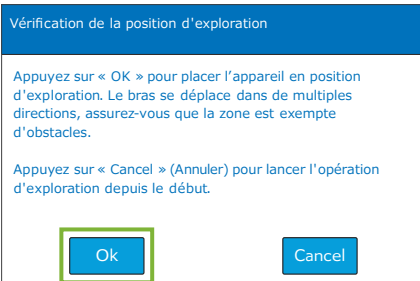 Vérification de la position d'exploration
Appuyez sur « OK » pour placer l’appareil en position
d'exploration. Le bras se déplace dans de multiples
directions, assurez-vous que la zone est exempte
d'obstacles.
Appuyez sur « Cancel » (Annuler) pour lancer l'opération
d'exploration depuis le début.
Ok
Cancel